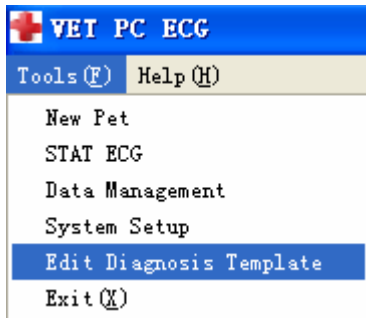 VET PC ECG
Tools(F) Help(H)
New Pet
STAT ECG
Data Management
System Setup
Edit Diagnosis Template
Exit(X)